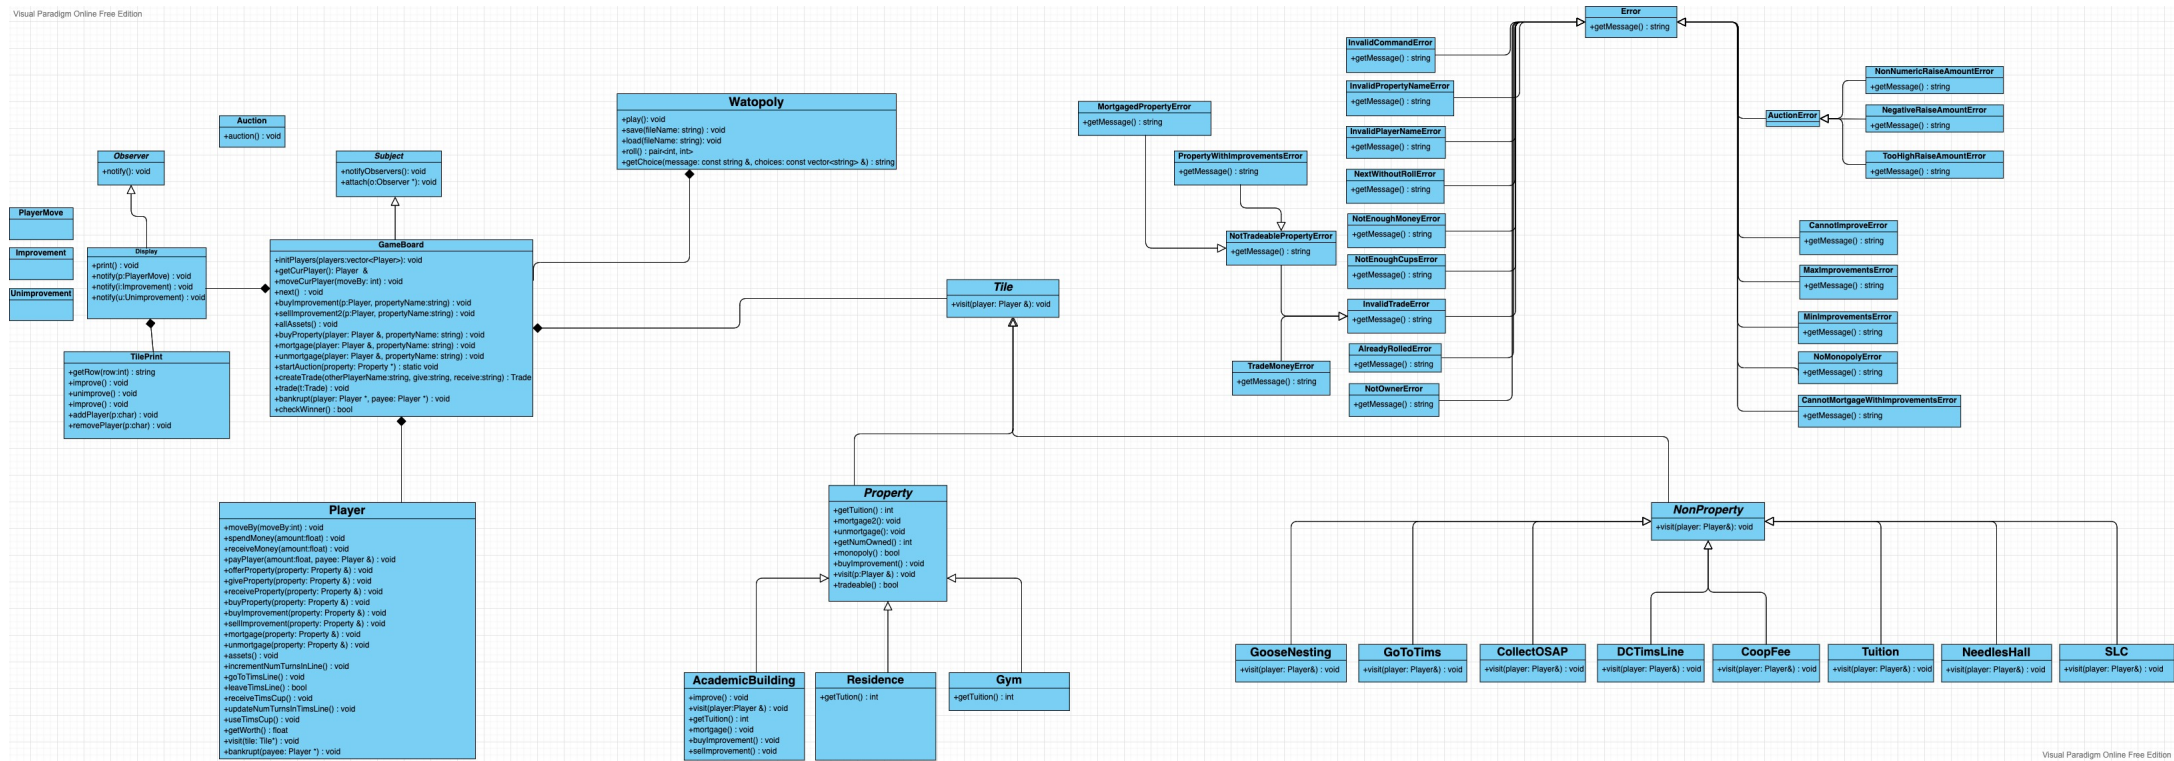 Visual Paradigm Online Free Edition
Auction
+auction() : void
Observer
+notify(): void
Subject
+notifyObservers(): void
+attach(o:Observer *): void
Watopoly
+play(): void
+save(fileName: string) : void
+load(fileName: string): void
+roll() : pair<int, int>
+getChoice(message: const string &, choices: const vector<string> &) : string
PlayerMove
Improvement
Unimprovement
Display
+print() : void
+notify(p:PlayerMove) : void
+notify(i:Improvement) : void
+notify(u:Unimprovement) : void
TilePrint
+getRow(row:int) : string
+improve() : void
+unimprove() : void
+improve() : void
+addPlayer(p:char) : void
+removePlayer(p:char) : void
GameBoard
+initPlayers(players:vector<Player>): void
+getCurPlayer(): Player &
+moveCurPlayer(moveBy: int) : void
+next() : void
+buyImprovement(p:Player, propertyName:string) : void
+sellImprovement2(p:Player, propertyName:string) : void
+allAssets() : void
+buyProperty(player: Player &, propertyName: string) : void
+mortgage(player: Player &, propertyName: string) : void
+unmortgage(player: Player &, propertyName: string) : void
+startAuction(property: Property *) : static void
+createTrade(otherPlayerName:string, give:string, receive:string) : Trade
+trade(t:Trade) : void
+bankrupt(player: Player *, payee: Player *) : void
+checkWinner() : bool
Player
+moveBy(moveBy:int) : void
+spendMoney(amount:float) : void
+receiveMoney(amount:float) : void
+payPlayer(amount:float, payee: Player &) : void
+offerProperty(property: Property &) : void
+giveProperty(property: Property &) : void
+receiveProperty(property: Property &) : void
+buyProperty(property: Property &) : void
+buyImprovement(property: Property &) : void
+sellImprovement(property: Property &) : void
+mortgage(property: Property &) : void
+unmortgage(property: Property &) : void
+assets() : void
+incrementNumTurnsInLine() : void
+goToTimsLine() : void
+leaveTimsLine() : bool
+receiveTimsCup() : void
+updateNumTurnsInTimsLine() : void
+useTimsCup() : void
+getWorth() : float
+visit(tile: Tile*) : void
+bankrupt(payee: Player *) : void
Tile
+visit(player: Player &): void
Property
+getTuition() : int
+mortgage2(): void
+unmortgage(): void
+getNumOwned() : int
+monopoly() : bool
+buyImprovement() : void
+visit(p:Player &) : void
+tradeable() : bool
AcademicBuilding
+improve() : void
+visit(player:Player &) : void
+getTuition() : int
+mortgage() : void
+buyImprovement() : void
+selImprovement() : void
Residence
+getTution() : int
Gym
+getTuition() : int
NonProperty
+visit(player: Player&): void
GooseNesting
+visit(player: Player&) : void
GoToTims
+visit(player: Player&) : void
CollectOSAP
+visit(player: Player&) : void
DCTimsLine
+visit(player: Player&) : void
CoopFee
+visit(player: Player&) : void
Tuition
+visit(player: Player&) : void
NeedlesHall
+visit(player: Player&) : void
SLC
+visit(player: Player&) : void
Error
+getMessage() : string
InvalidCommandError
+getMessage() : string
InvalidPropertyNameError
+getMessage() : string
InvalidPlayerNameError
+getMessage() : string
NextWithoutRollError
+getMessage() : string
NotEnoughMoneyError
+getMessage() : string
NotEnoughCupsError
+getMessage() : string
InvalidTradeError
+getMessage() : string
AlreadyRolledError
+getMessage() : string
NotOwnerError
+getMessage() : string
MortgagedPropertyError
+getMessage() : string
PropertyWithImprovementsError
+getMessage() : string
NotTradeablePropertyError
+getMessage() : string
TradeMoneyError
+getMessage() : string
AuctionError
NonNumericRaiseAmountError
+getMessage() : string
NegativeRaiseAmountError
+getMessage() : string
TooHighRaiseAmountError
+getMessage() : string
CannotImproveError
+getMessage() : string
MaxImprovementsError
+getMessage() : string
MinImprovementsError
+getMessage() : string
NoMonopolyError
+getMessage() : string
CannotMortgageWithImprovementsError
+getMessage() : string
Visual Paradigm Online Free Edition